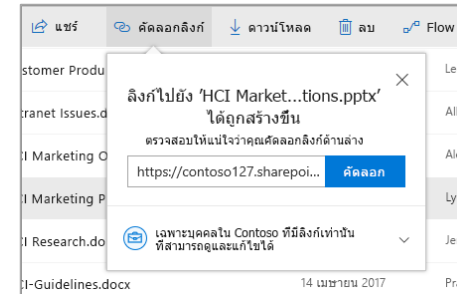 แชร์ คัดลอกลิงก์ ดาวน์โหลด ลบ Flow
stomer Produ Le
tranet Issues.d All
ลิงก์ไปยัง 'HCI Market...tions.pptx'
ได้ถูกสร้างขึ้น
ตรวจสอบให้แน่ใจว่าคุณคัดลอกลิงก์ด้านล่าง
CI Marketing O Ale
https://contoso127.sharepoi... คัดลอก
CI Marketing P Ly
CI Research.do Je
เฉพาะบุคคลใน Contoso ที่มีลิงก์เท่านั้น
ที่สามารถดูและแก้ไขได้
CI-Guidelines.docx 14 เมษายน 2017 Pra